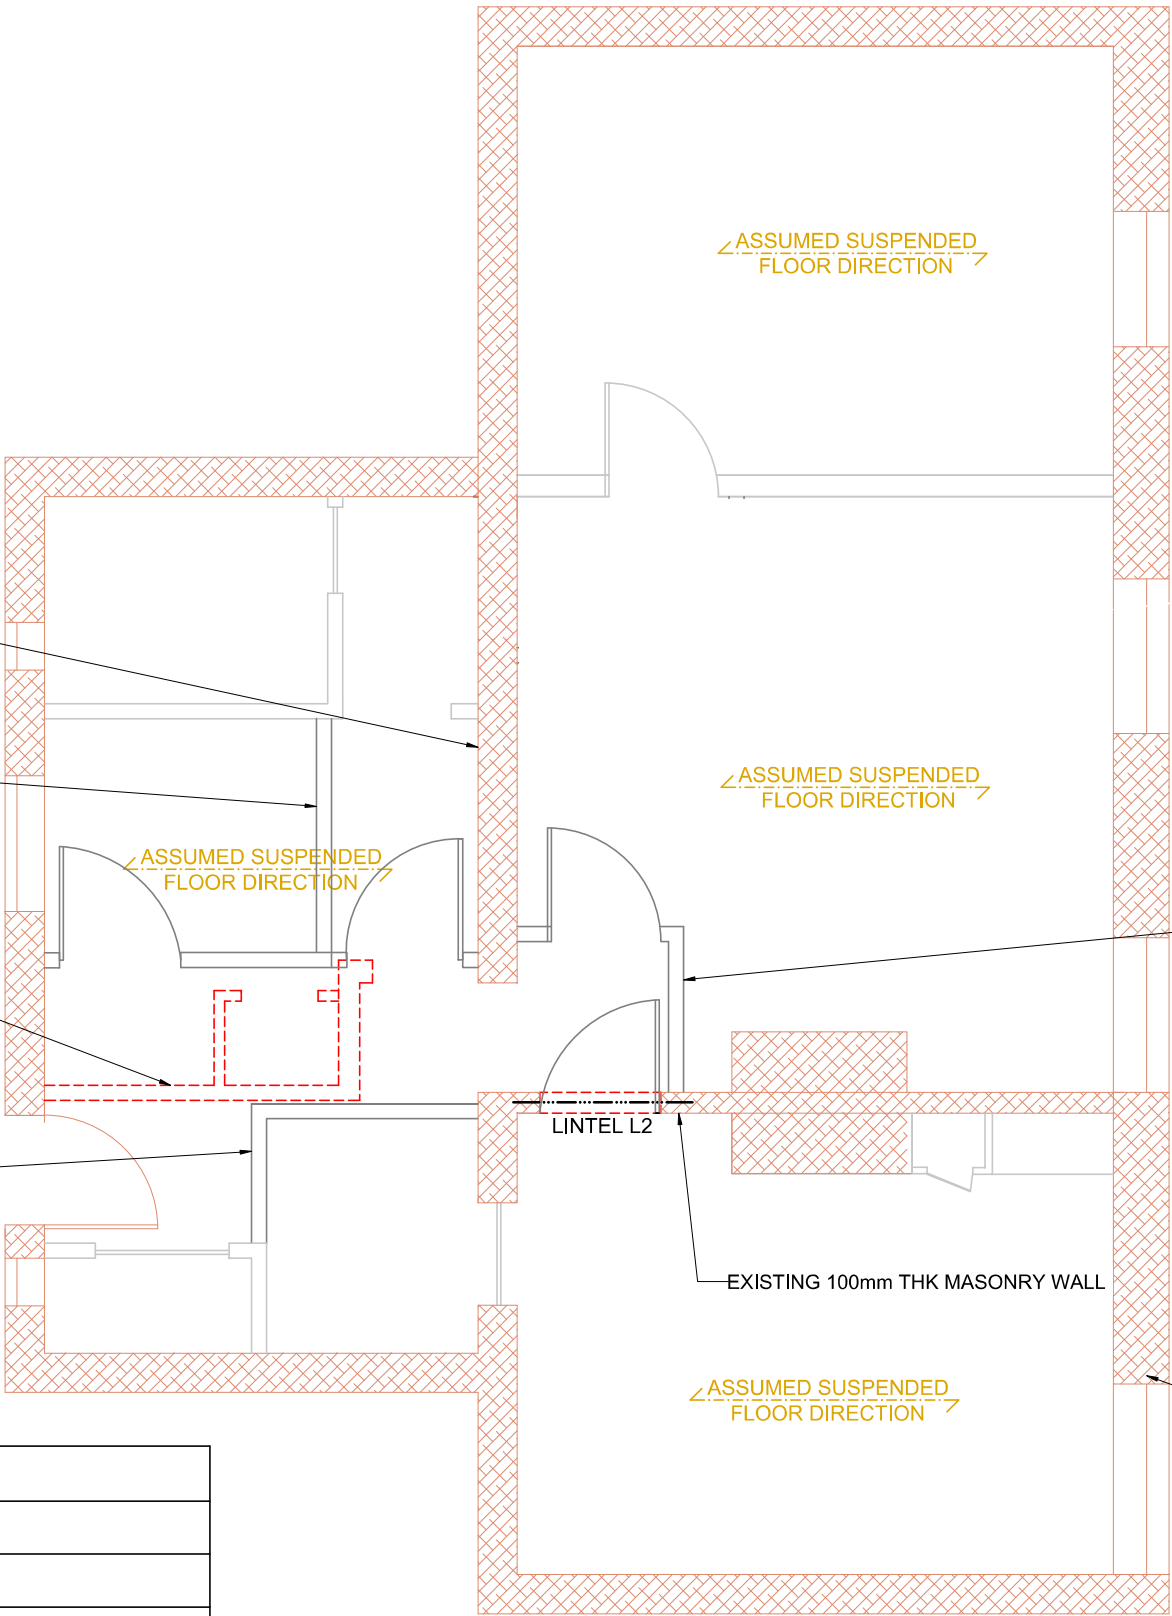 ASSUMED SUSPENDED
FLOOR DIRECTION
ASSUMED SUSPENDED
FLOOR DIRECTION
ASSUMED SUSPENDED
FLOOR DIRECTION
LINTEL L2
EXISTING 100mm THK MASONRY WALL
ASSUMED SUSPENDED
FLOOR DIRECTION